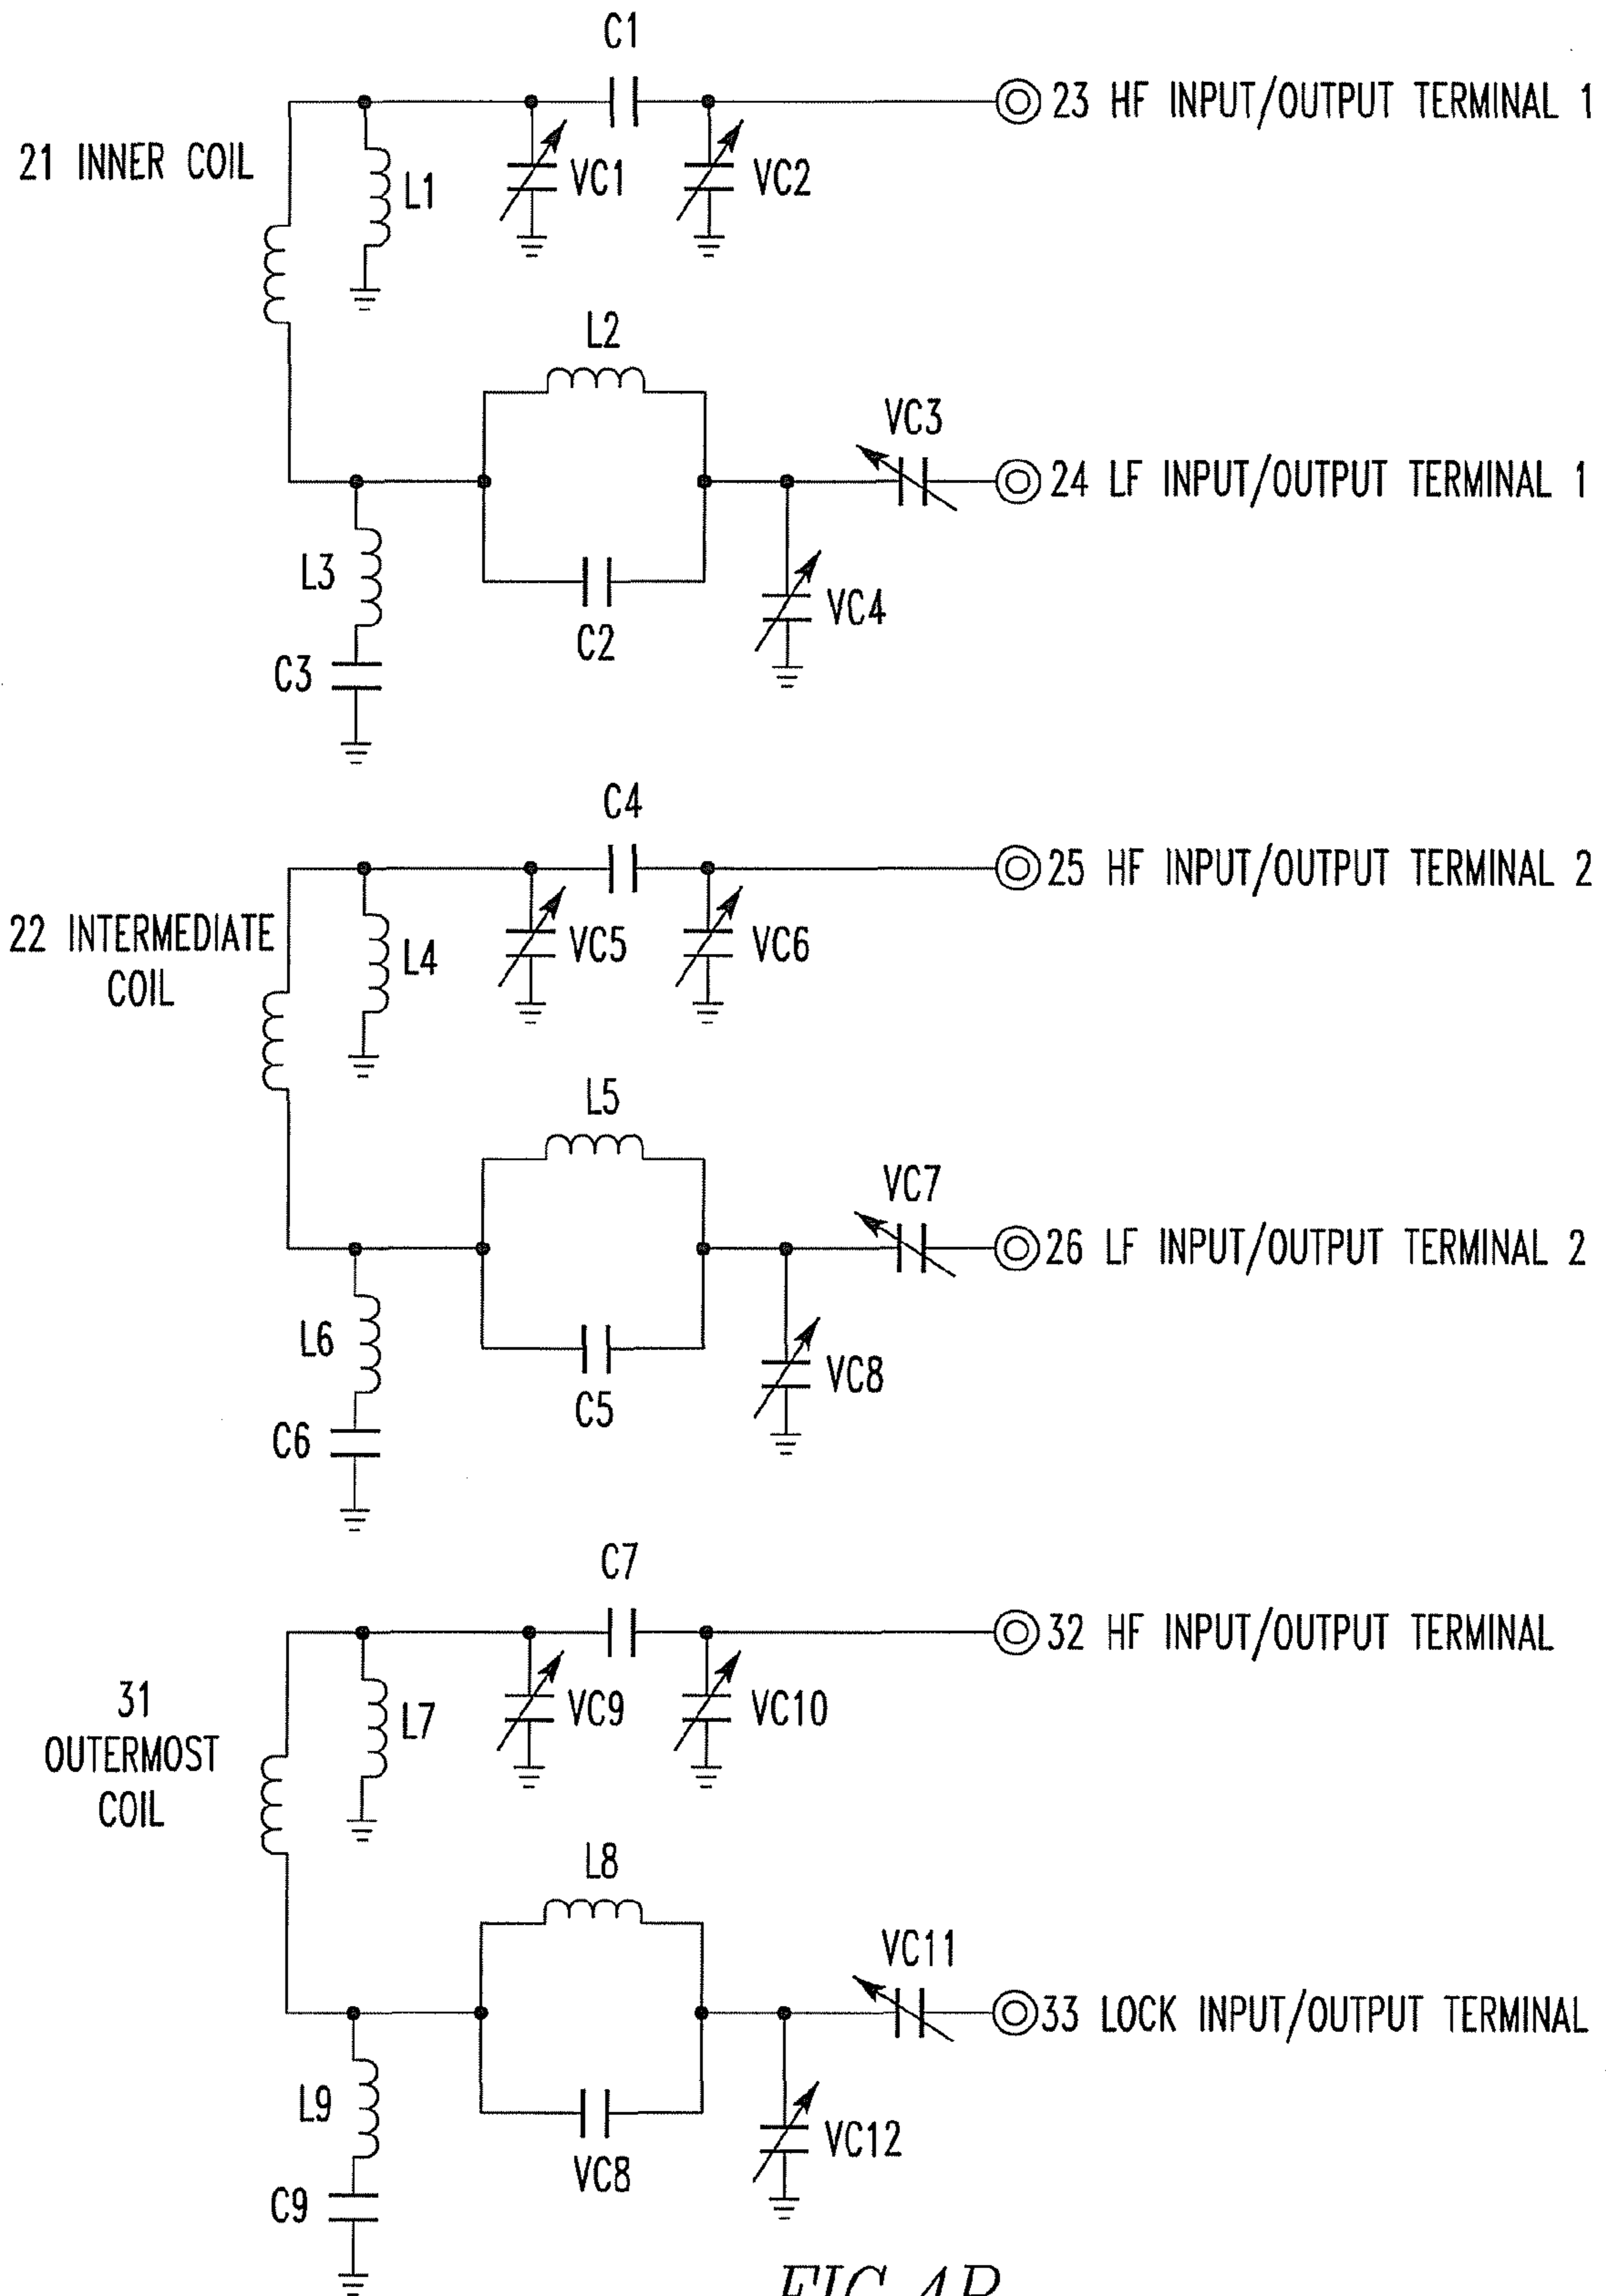 C1
23 HF INPUT/OUTPUT TERMINAL 1
21 INNER COIL
L1
VC1
VC2
L2
VC3
24 LF INPUT/OUTPUT TERMINAL 1
L3
C2
VC4
C3
C4
25 HF INPUT/OUTPUT TERMINAL 2
22 INTERMEDIATE
COIL
L4
VC5
VC6
L5
VC7
26 LF INPUT/OUTPUT TERMINAL 2
L6
C5
VC8
C6
C7
32 HF INPUT/OUTPUT TERMINAL
31
OUTERMOST
COIL
L7
VC9
VC10
L8
VC11
33 LOCK INPUT/OUTPUT TERMINAL
L9
VC8
VC12
C9
FIG. 4B